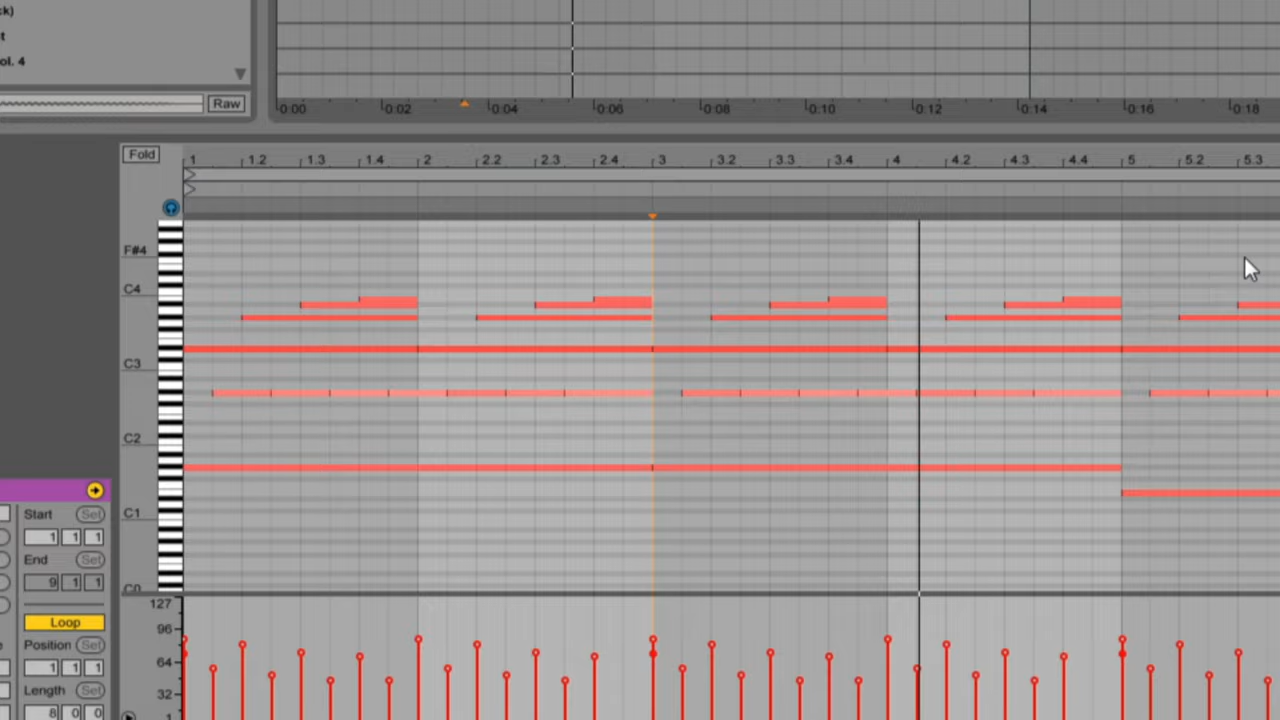 ck)
t
ol. 4
Raw
0:00 0:02 0:04 0:06 0:08 0:10 0:12 0:14 0:16 0:18
Fold
1 1.2 1.3 1.4 2 2.2 2.3 2.4 3 3.2 3.3 3.4 4 4.2 4.3 4.4 5 5.2 5.3
F#4
C4
C3
C2
C1
C0
Start Set
1 1 1
End Set
9 1 1
Loop
Position Set
1 1 1
Length Set
8 0 0
127
96
64
32
1